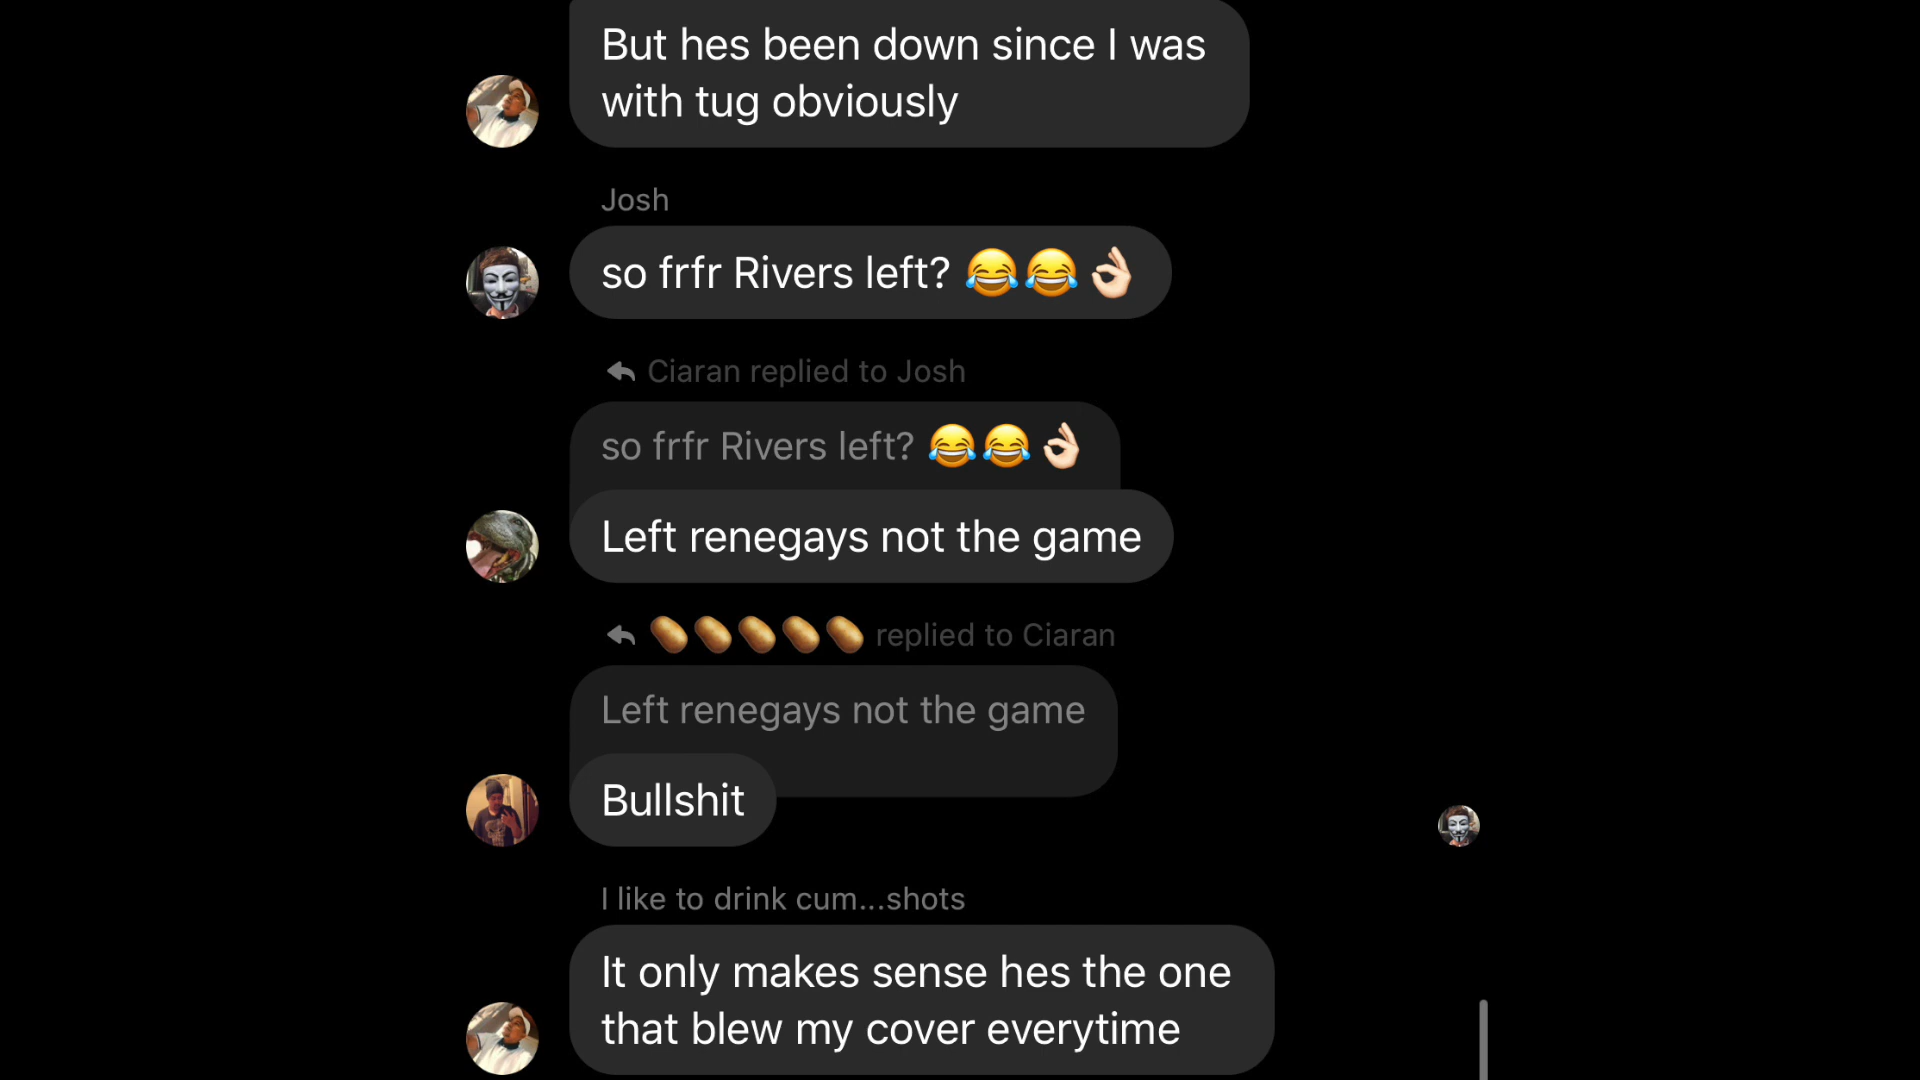 But hes been down since I was
with tug obviously
Josh
so frfr Rivers left? 😂😂👌🏻
Ciaran replied to Josh
so frfr Rivers left? 😂😂👌🏻
Left renegays not the game
🥔🥔🥔🥔🥔 replied to Ciaran
Left renegays not the game
Bullshit
I like to drink cum...shots
It only makes sense hes the one
that blew my cover everytime